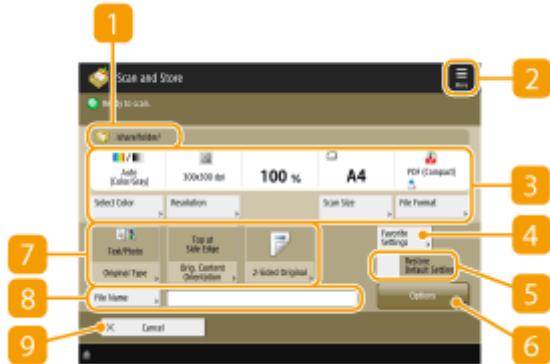 1
Scan and Store
2
Menu
Ready to scan.
/share/folder/
Auto
(Color/Gray)
300x300 dpi
100 %
A4
PDF (Compact)
3
Select Color
Resolution
Scan Size
File Format
7
Text/Photo
Original Type
Top at
Side Edge
Orig. Content
Orientation
2-Sided Original
Favorite
Settings
4
Restore
Default Settings
5
8
File Name
Options
6
9
Cancel